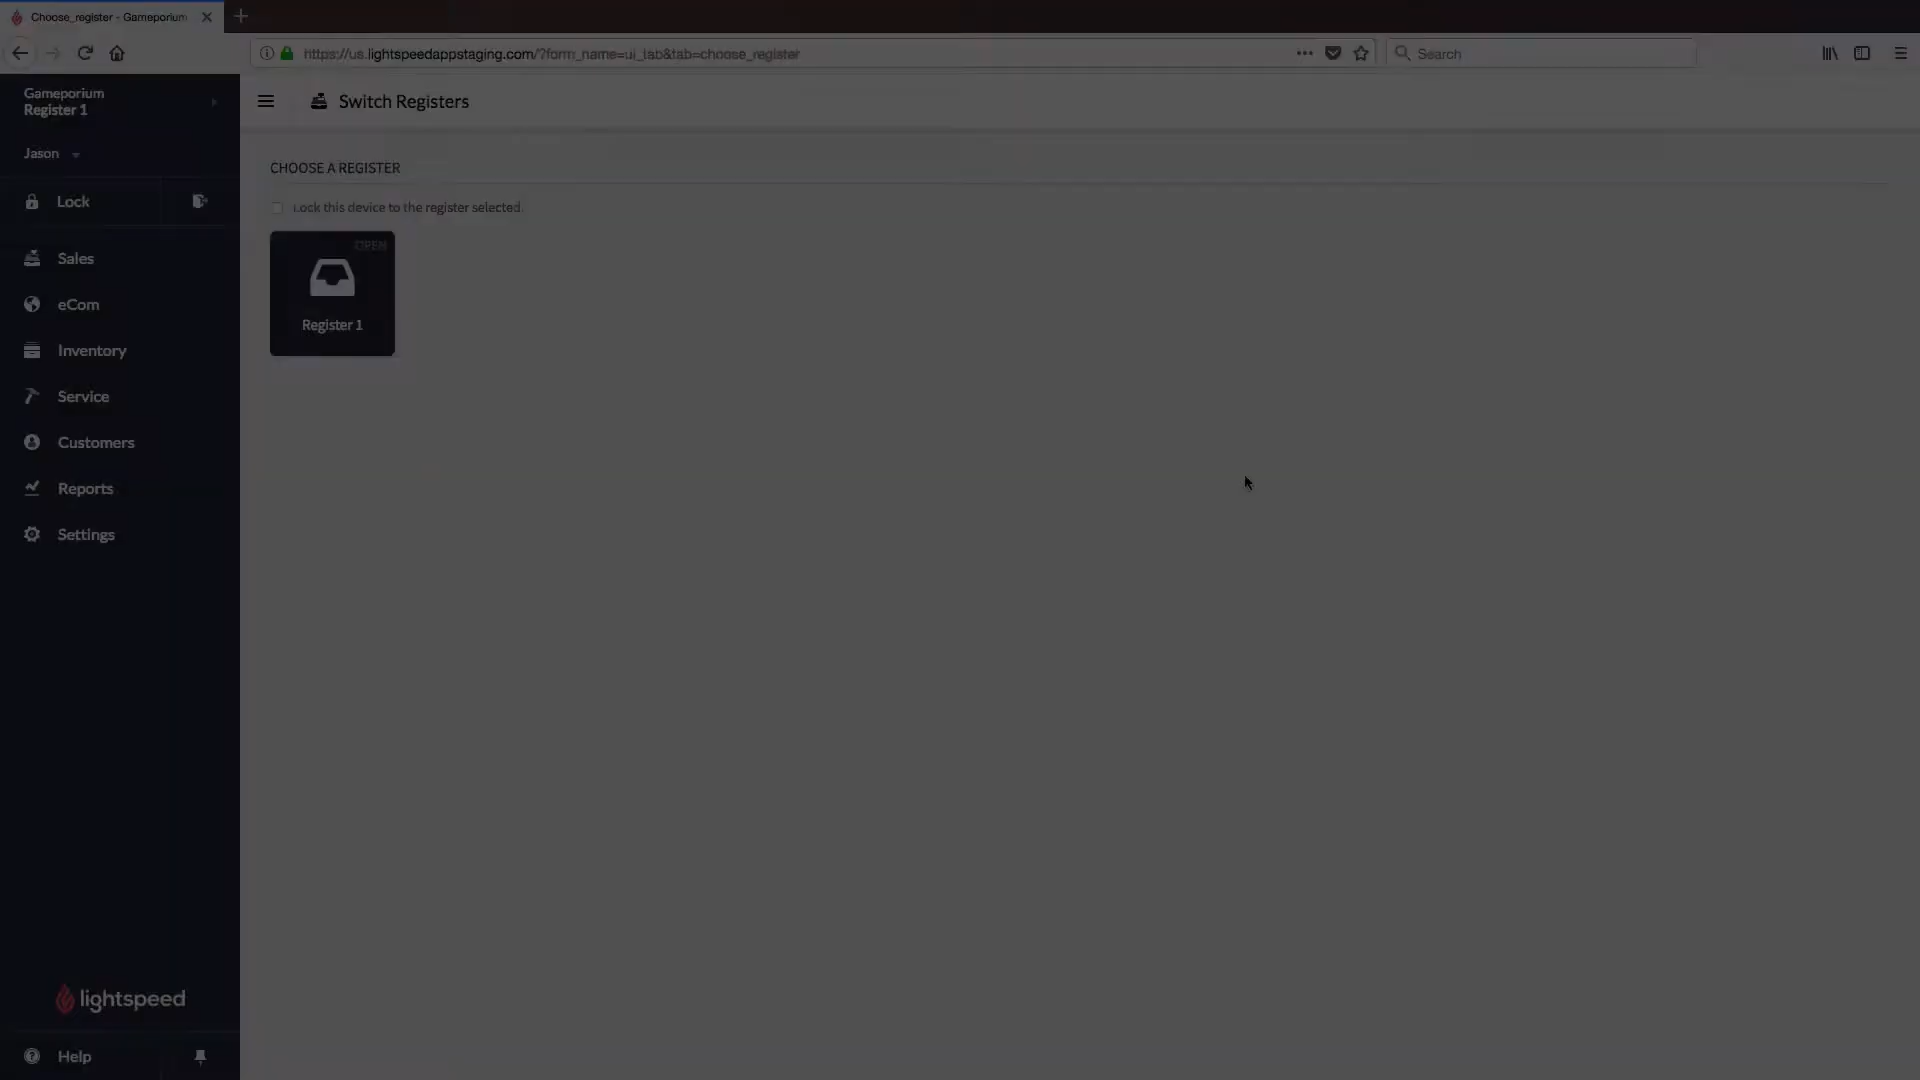 Choose_register - Gameporium
https://us.lightspeedappstaging.com/?form_name=ui_lab&tab=choose_register
Search
Gameporium
Register 1
Switch Registers
Jason
CHOOSE A REGISTER
Lock
Lock this device to the register selected.
OPEN
Register 1
Sales
eCom
Inventory
Service
Customers
Reports
Settings
lightspeed
Help